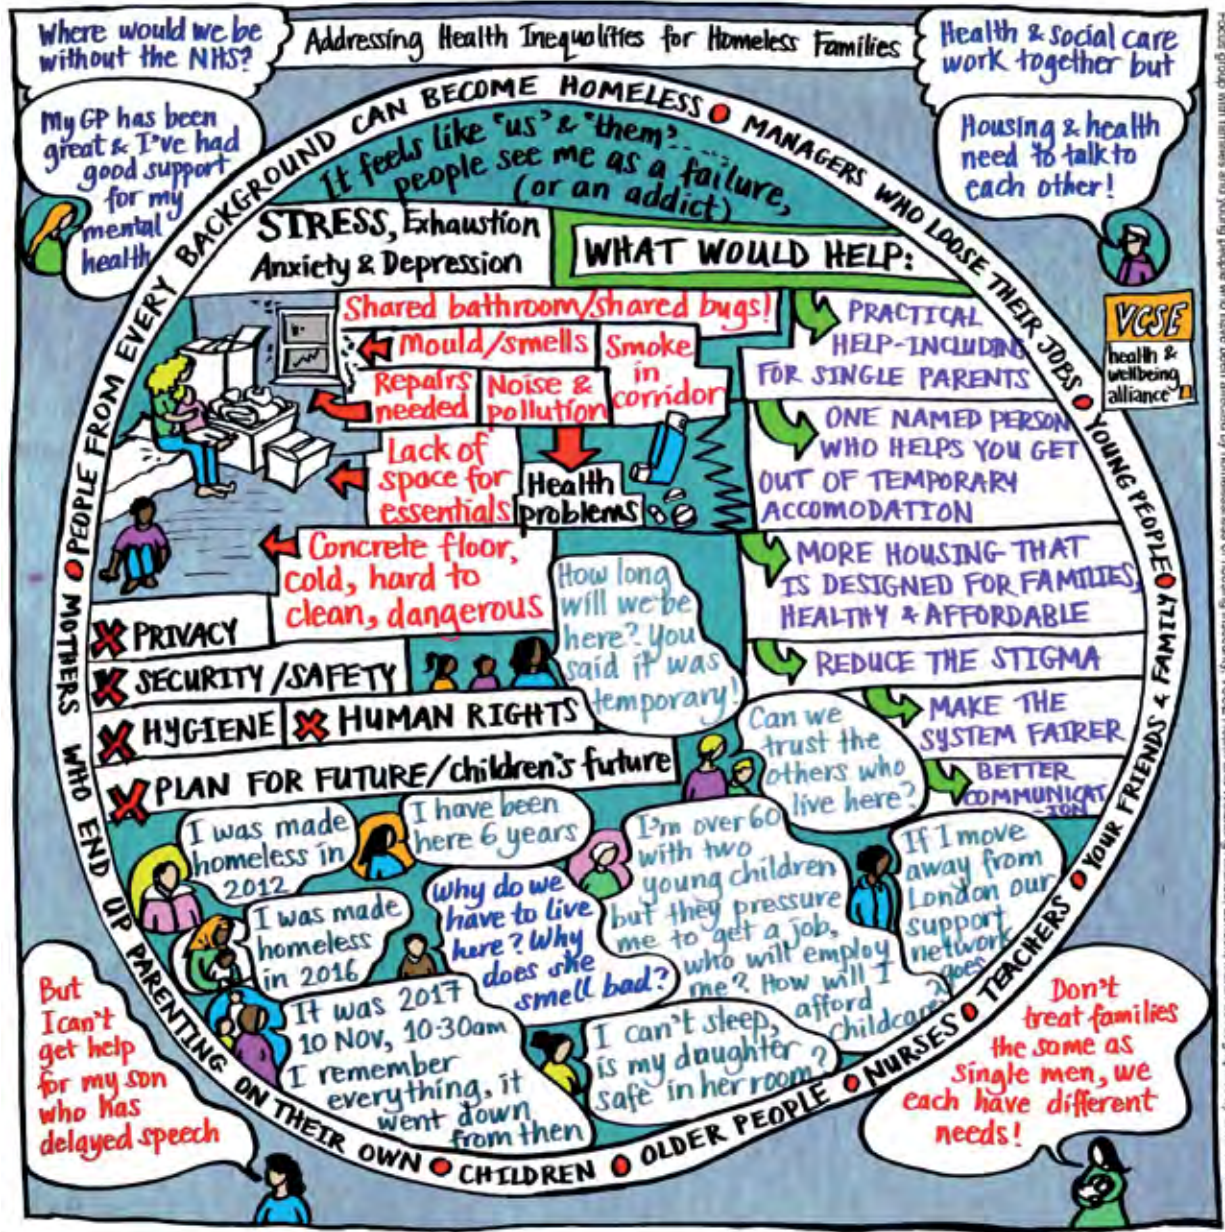 Addressing Health Inequalities for Homeless Families
Where would we be
without the NHS?
My GP has been
great & I've had
good support
for my
mental
health
Health & social care
work together but
Housing & health
need to talk to
each other!
VCSE
health &
wellbeing
alliance
PEOPLE FROM EVERY BACKGROUND CAN BECOME HOMELESS
MANAGERS WHO LOOSE THEIR JOBS
YOUNG PEOPLE
YOUR FRIENDS & FAMILY
TEACHERS
NURSES
OLDER PEOPLE
CHILDREN
MOTHERS WHO END UP PARENTING ON THEIR OWN
It feels like "us" & "them".....
people see me as a failure,
(or an addict)
STRESS, Exhaustion
Anxiety & Depression
Shared bathroom/shared bugs!
Mould/smells
Smoke
in
corridor
Repairs
needed
Noise &
pollution
Lack of
space for
essentials
Health
problems
Concrete floor,
cold, hard to
clean, dangerous
PRIVACY
SECURITY/SAFETY
HYGIENE
HUMAN RIGHTS
PLAN FOR FUTURE/children's future
WHAT WOULD HELP:
PRACTICAL
HELP-INCLUDING
FOR SINGLE PARENTS
ONE NAMED PERSON
WHO HELPS YOU GET
OUT OF TEMPORARY
ACCOMODATION
MORE HOUSING THAT
IS DESIGNED FOR FAMILIES,
HEALTHY & AFFORDABLE
REDUCE THE STIGMA
MAKE THE
SYSTEM FAIRER
BETTER
COMMUNICAT
-ION
How long
will we be
here? You
said it was
temporary!
Can we
trust the
others who
live here?
I was made
homeless in
2012
I have been
here 6 years
I was made
homeless
in 2016
Why do we
have to live
here? Why
does she
smell bad?
I'm over 60
with two
young children
but they pressure
me to get a job,
who will employ
me? How will I
afford
childcare?
If I move
away from
London our
support
network
goes
It was 2017
10 Nov, 10:30am
I remember
everything, it
went down
from then
I can't sleep,
is my daughter
safe in her room?
But
I can't
get help
for my son
who has
delayed speech
Don't
treat families
the same as
single men, we
each have different
needs!